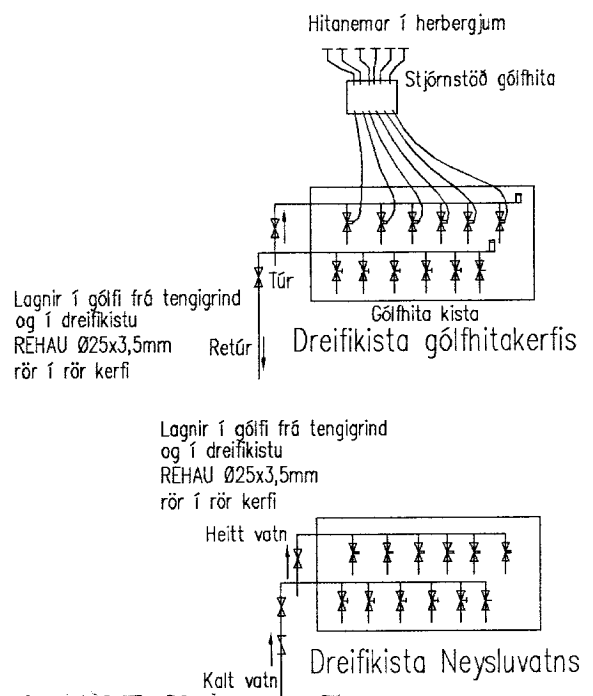 Hitanemar í herbergjum
Stjórnstöð gólfhita
Túr
Lagnir í gólfi frá tengigrind
og í dreifikistu
REHAU Ø25x3,5mm
rör í rör kerfi
Retúr
Gólfhita kista
Dreifikista gólfhitakerfis
Lagnir í gólfi frá tengigrind
og í dreifikistu
REHAU Ø25x3,5mm
rör í rör kerfi
Heitt vatn
Dreifikista Neysluvatns
Kalt vatn